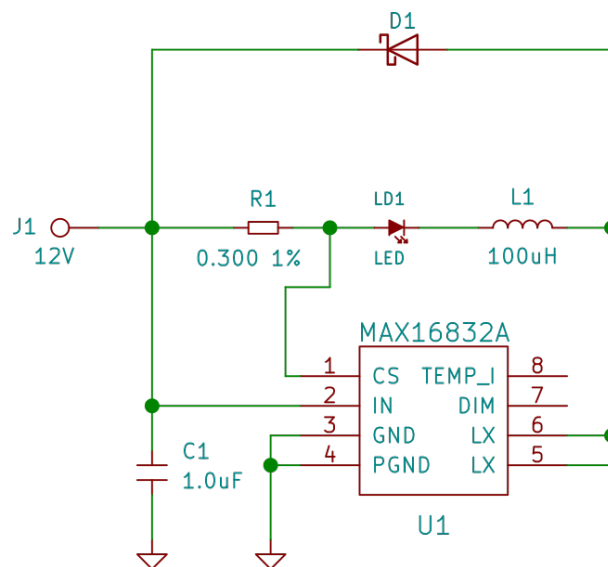 D1
J1
12V
R1
0.300 1%
LD1
LED
L1
100uH
MAX16832A
1 CS TEMP_I 8
2 IN DIM 7
3 GND LX 6
4 PGND LX 5
U1
C1
1.0uF